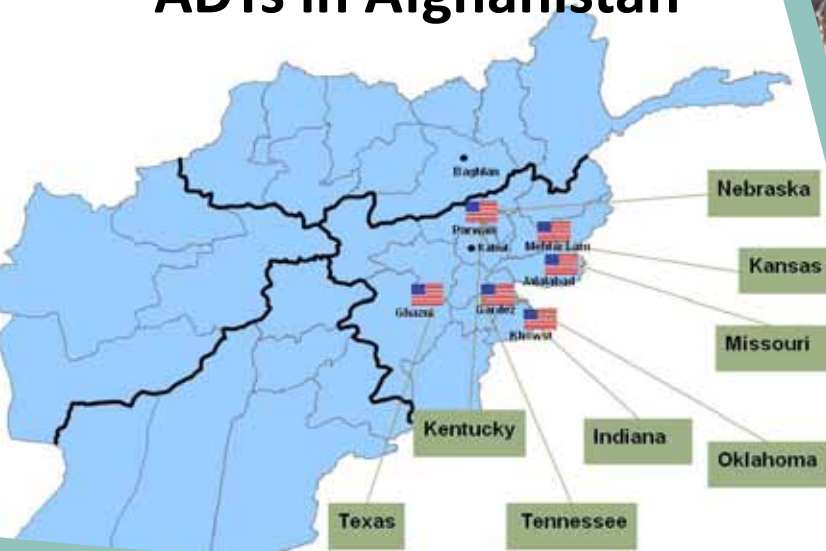 ADTs in Afghanistan
Baghlan
Nebraska
Parwan
Kabul
Mehtar Lam
Kansas
Jalalabad
Ghazni
Gardez
Khowst
Missouri
Kentucky
Indiana
Oklahoma
Texas
Tennessee